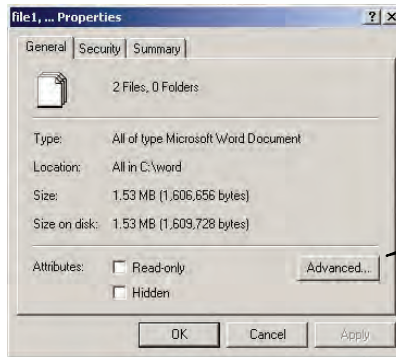 file1, ... Properties
General Security Summary
2 Files, 0 Folders
Type: All of type Microsoft Word Document
Location: All in C:\word
Size: 1.53 MB (1,606,656 bytes)
Size on disk: 1.53 MB (1,609,728 bytes)
Attributes: Read-only Advanced...
Hidden
OK Cancel Apply